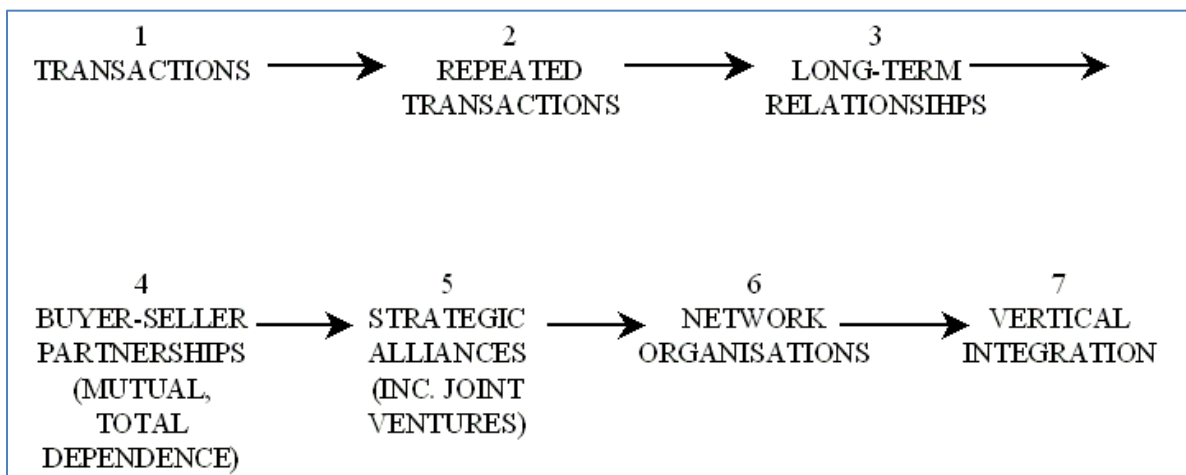 1
TRANSACTIONS
2
REPEATED
TRANSACTIONS
3
LONG-TERM
RELATIONSIHPS
4
BUYER-SELLER
PARTNERSHIPS
(MUTUAL,
TOTAL
DEPENDENCE)
5
STRATEGIC
ALLIANCES
(INC. JOINT
VENTURES)
6
NETWORK
ORGANISATIONS
7
VERTICAL
INTEGRATION